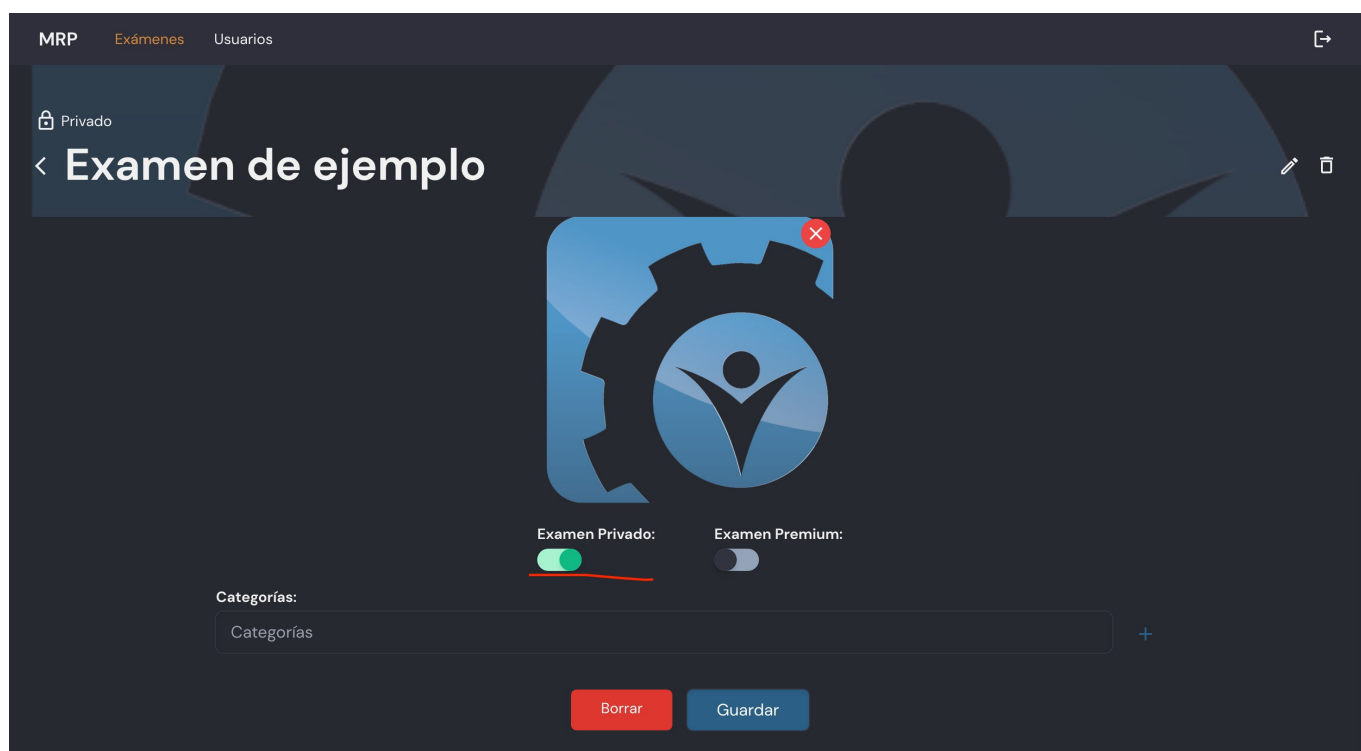 MRP Exámenes Usuarios
Privado
Examen de ejemplo
Examen Privado: Examen Premium:
Categorías:
Categorías
Borrar Guardar